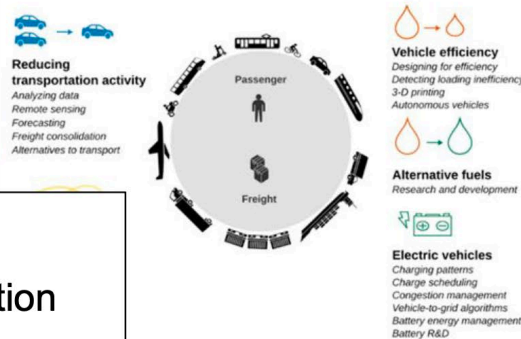 Reducing
transportation activity
Analyzing data
Remote sensing
Forecasting
Freight consolidation
Alternatives to transport
tion
Passenger
Freight
Vehicle efficiency
Designing for efficiency
Detecting loading inefficiency
3-D printing
Autonomous vehicles
Alternative fuels
Research and development
Electric vehicles
Charging patterns
Charge scheduling
Congestion management
Vehicle-to-grid algorithms
Battery energy management
Battery R&D